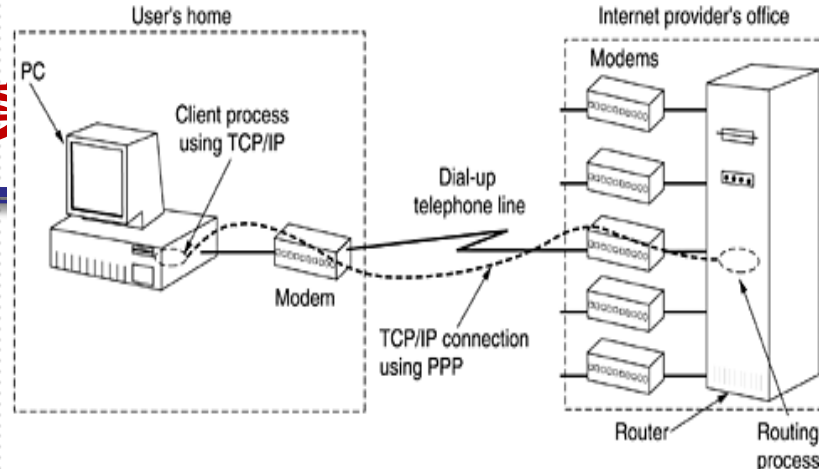 User's home
Internet provider's office
PC
Modems
Client process
using TCP/IP
Dial-up
telephone line
Modem
TCP/IP connection
using PPP
Router
Routing
process